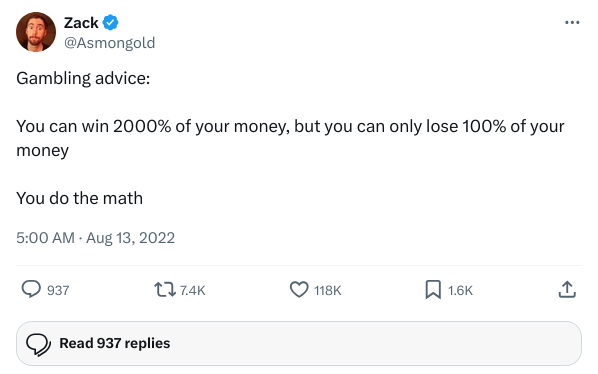 Zack
@Asmongold
Gambling advice:
You can win 2000% of your money, but you can only lose 100% of your
money
You do the math
5:00 AM · Aug 13, 2022
937 7.4K 118K 1.6K
Read 937 replies